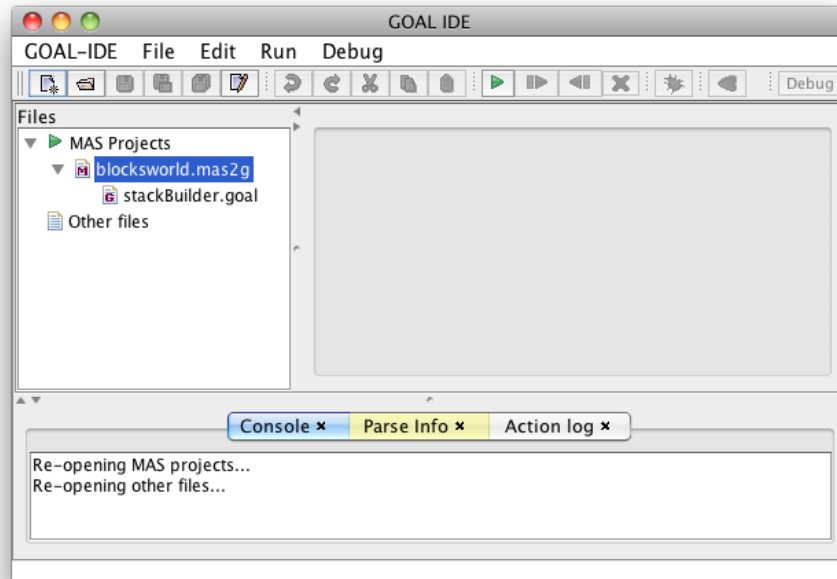 GOAL IDE
GOAL-IDE File Edit Run Debug
Debug
Files
MAS Projects
M blocksworld.mas2g
G stackBuilder.goal
Other files
Console × Parse Info × Action log ×
Re-opening MAS projects...
Re-opening other files...